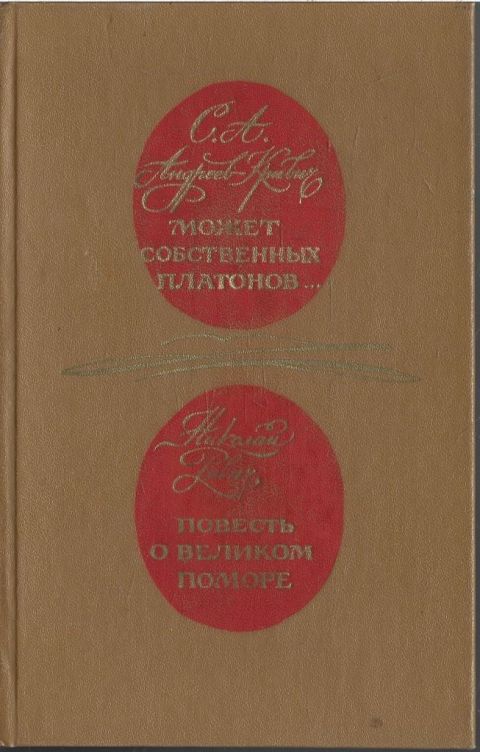 С. А.
Андреев-Кривич
МОЖЕТ
СОБСТВЕННЫХ
ПЛАТОНОВ...
Николай
Равич
ПОВЕСТЬ
О ВЕЛИКОМ
ПОМОРЕ